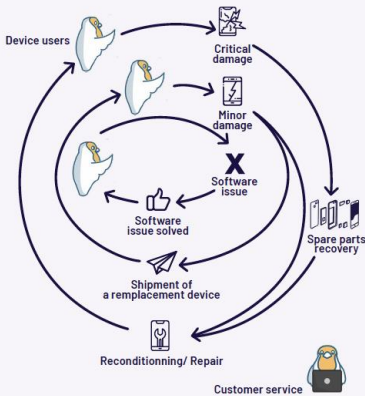 Device users
Critical
damage
Minor
damage
X
Software
issue
Software
issue solved
Spare parts
recovery
Shipment of
a remplacement device
Reconditionning/ Repair
Customer service